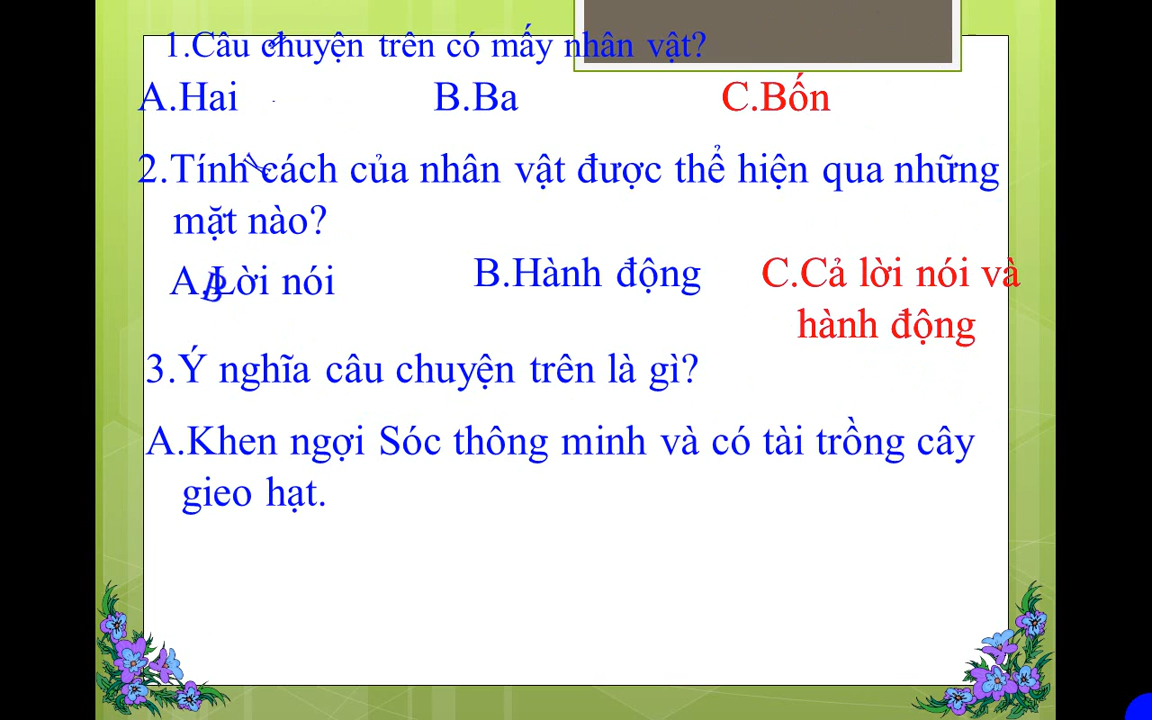 1.Câu chuyện trên có mấy nhân vật?
A.Hai B.Ba C.Bốn
2.Tính cách của nhân vật được thể hiện qua những
mặt nào?
A.Lời nói B.Hành động C.Cả lời nói và
hành động
3.Ý nghĩa câu chuyện trên là gì?
A.Khen ngợi Sóc thông minh và có tài trồng cây
gieo hạt.